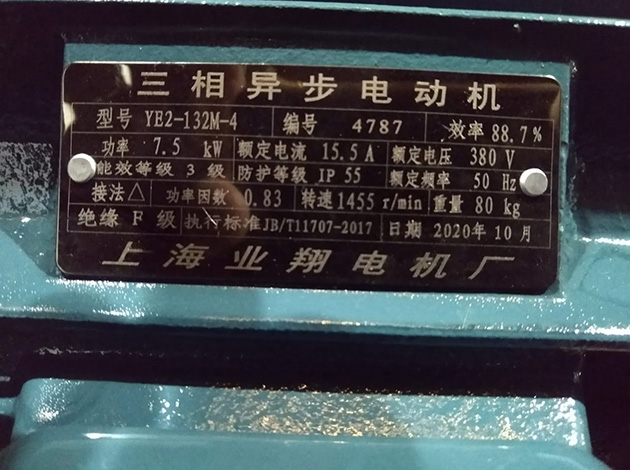 三相异步电动机
型号 YE2-132M-4 编号 4787 效率 88.7%
功率 7.5 kW 额定电流 15.5 A 额定电压 380 V
能效等级 3 级 防护等级 IP 55 额定频率 50 Hz
接法 △ 功率因数 0.83 转速 1455 r/min 重量 80 kg
绝缘 F 级 执行标准JB/T11707-2017 日期 2020年10月
上海业翔电机厂